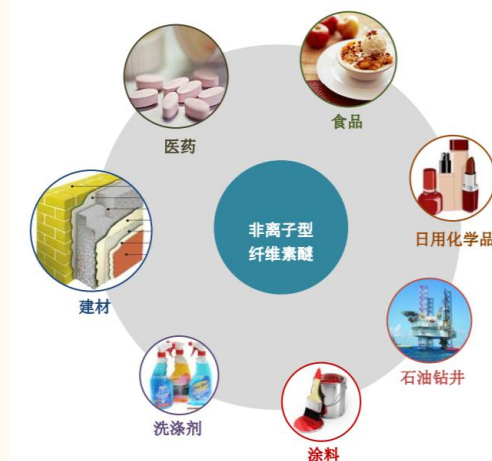 食品
医药
日用化学品
非离子型
纤维素醚
建材
石油钻井
洗涤剂
涂料